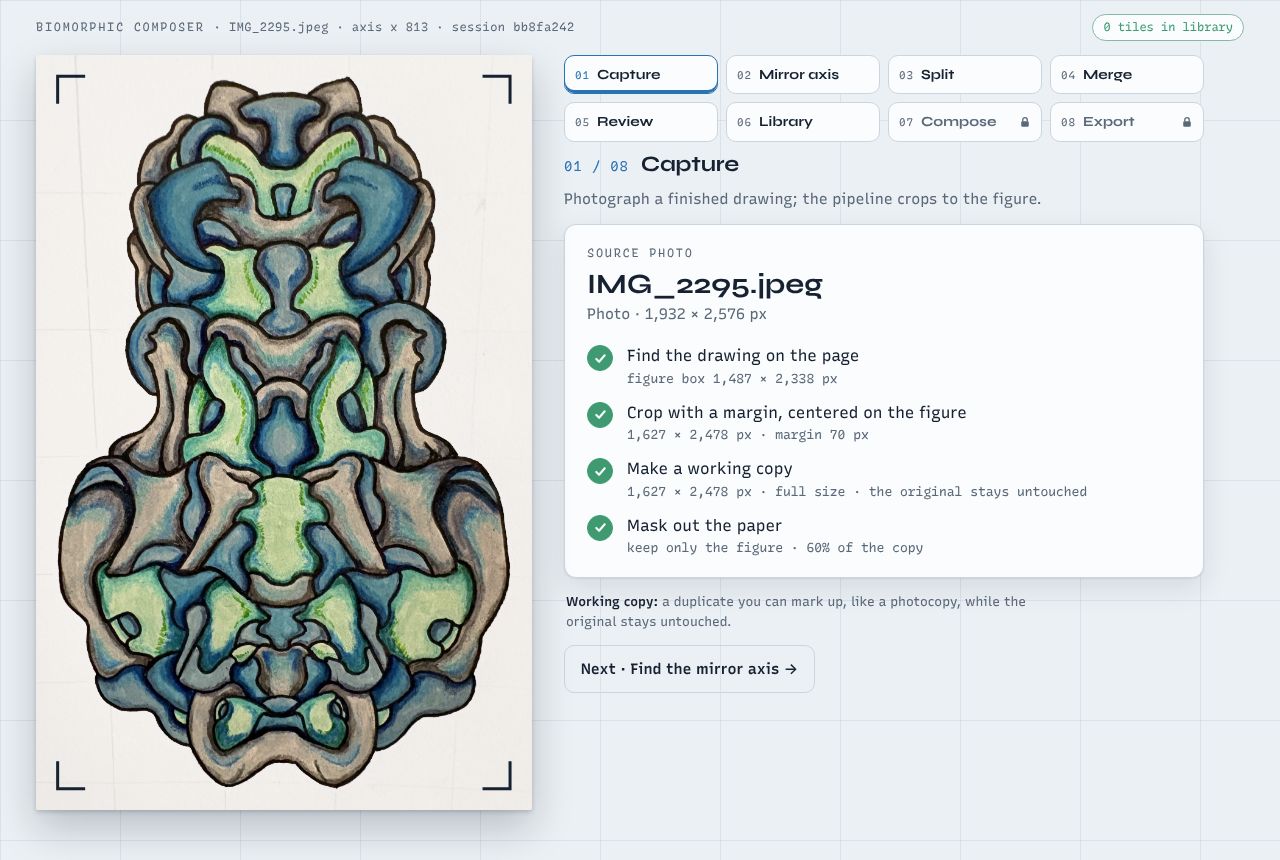 BIOMORPHIC COMPOSER · IMG_2295.jpeg · axis x 813 · session bb8fa242
0 tiles in library
01 Capture
02 Mirror axis
03 Split
04 Merge
05 Review
06 Library
07 Compose
08 Export
01 / 08 Capture
Photograph a finished drawing; the pipeline crops to the figure.
SOURCE PHOTO
IMG_2295.jpeg
Photo · 1,932 × 2,576 px
Find the drawing on the page
figure box 1,487 × 2,338 px
Crop with a margin, centered on the figure
1,627 × 2,478 px · margin 70 px
Make a working copy
1,627 × 2,478 px · full size · the original stays untouched
Mask out the paper
keep only the figure · 60% of the copy
Working copy: a duplicate you can mark up, like a photocopy, while the
original stays untouched.
Next · Find the mirror axis →